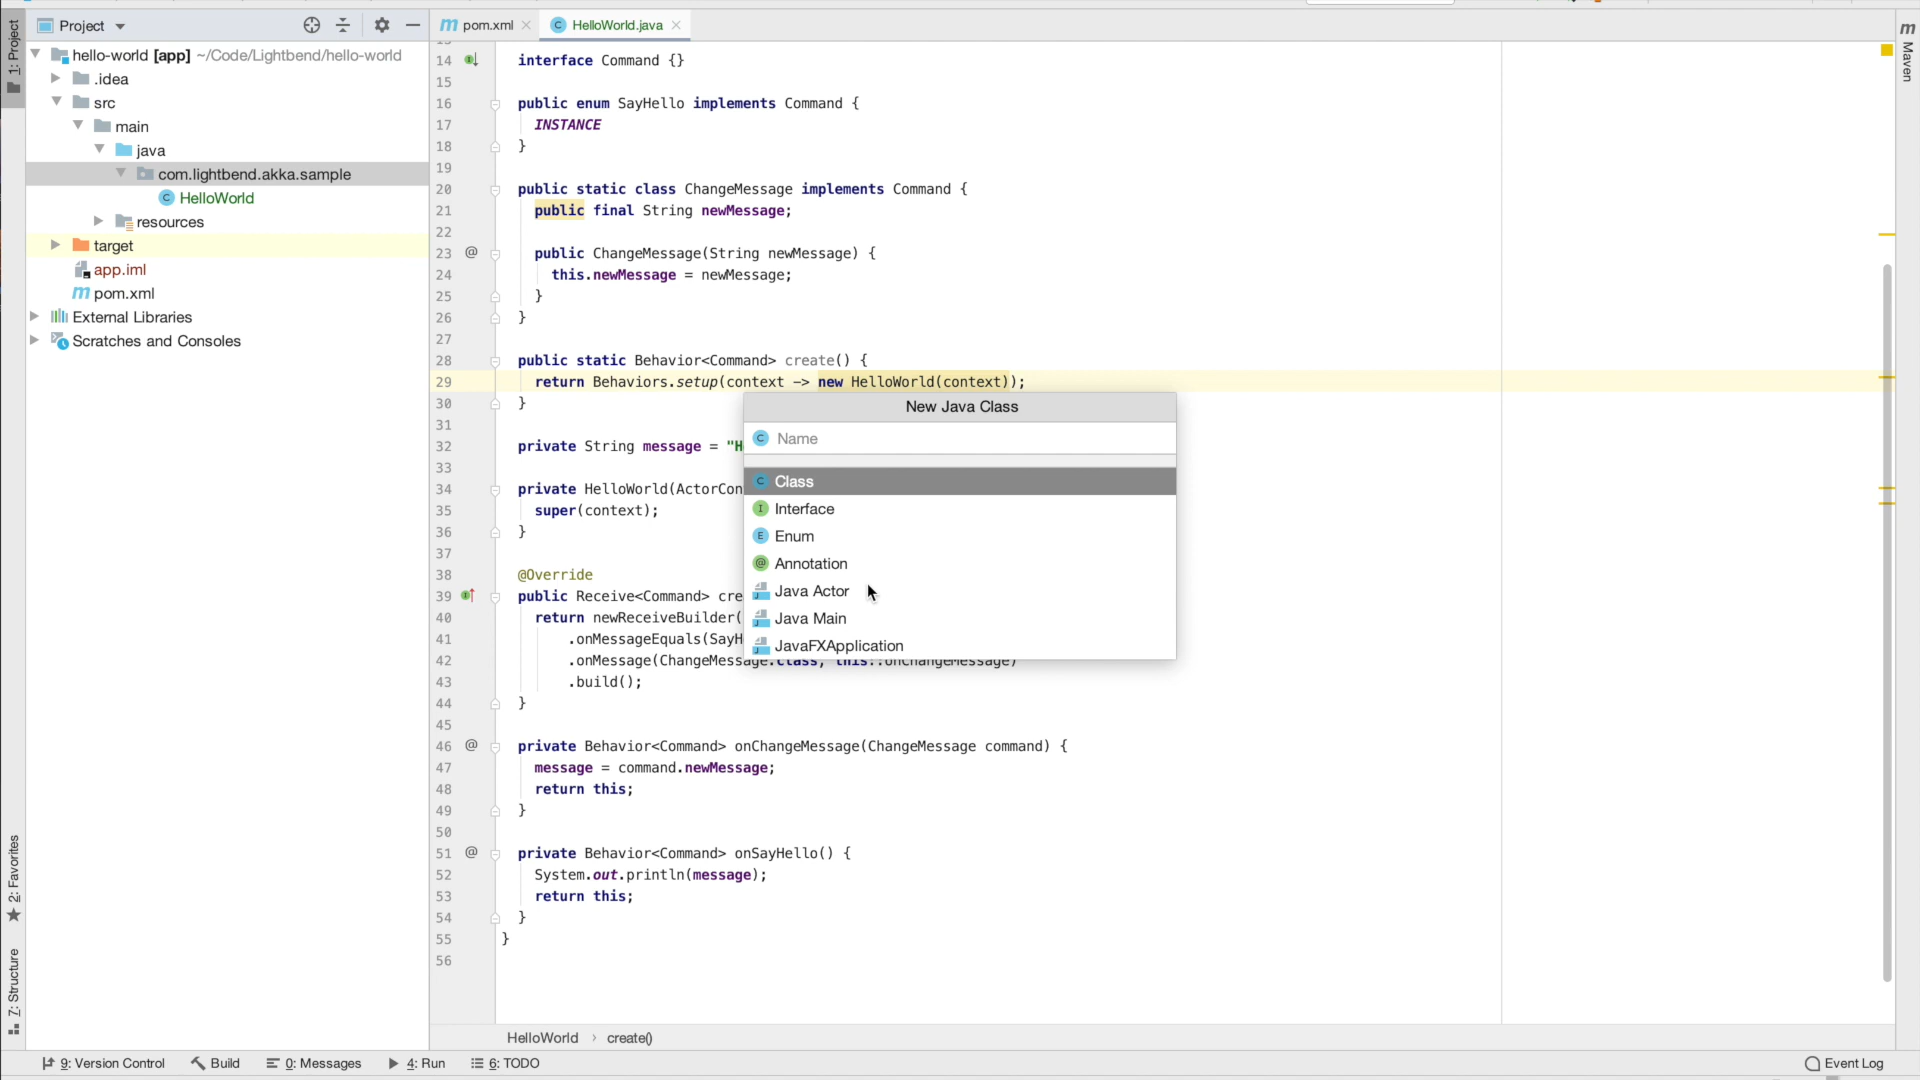 1: Project
Project
hello-world [app] ~/Code/Lightbend/hello-world
.idea
src
main
java
com.lightbend.akka.sample
HelloWorld
resources
target
app.iml
pom.xml
External Libraries
Scratches and Consoles
2: Favorites
7: Structure
pom.xml
HelloWorld.java
14 interface Command {}
15
16 public enum SayHello implements Command {
17 INSTANCE
18 }
19
20 public static class ChangeMessage implements Command {
21 public final String newMessage;
22
23 @ public ChangeMessage(String newMessage) {
24 this.newMessage = newMessage;
25 }
26 }
27
28 public static Behavior<Command> create() {
29 return Behaviors.setup(context -> new HelloWorld(context));
30 }
31
32 private String message = "H
33
34 private HelloWorld(ActorCon
35 super(context);
36 }
37
38 @Override
39 public Receive<Command> cre
40 return newReceiveBuilder(
41 .onMessageEquals(SayH
42 .onMessage(ChangeMessage.class, this::onChangeMessage)
43 .build();
44 }
45
46 @ private Behavior<Command> onChangeMessage(ChangeMessage command) {
47 message = command.newMessage;
48 return this;
49 }
50
51 @ private Behavior<Command> onSayHello() {
52 System.out.println(message);
53 return this;
54 }
55 }
56
New Java Class
C Name
C Class
I Interface
E Enum
@ Annotation
Java Actor
Java Main
JavaFXApplication
m Maven
HelloWorld › create()
9: Version Control
Build
0: Messages
4: Run
6: TODO
Event Log